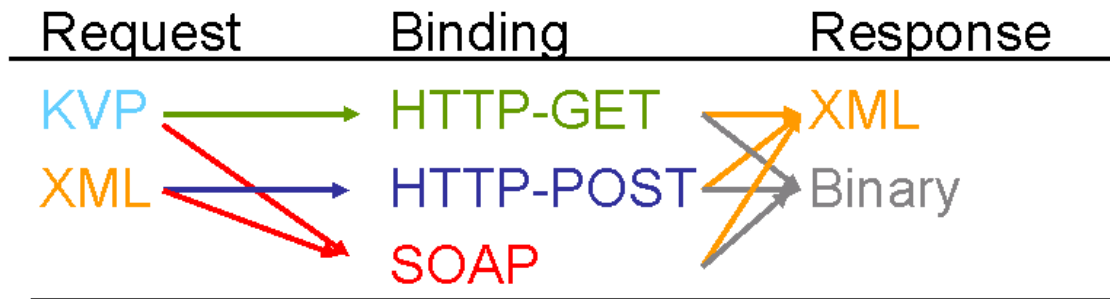 Request Binding Response
KVP HTTP-GET XML
XML HTTP-POST Binary
SOAP